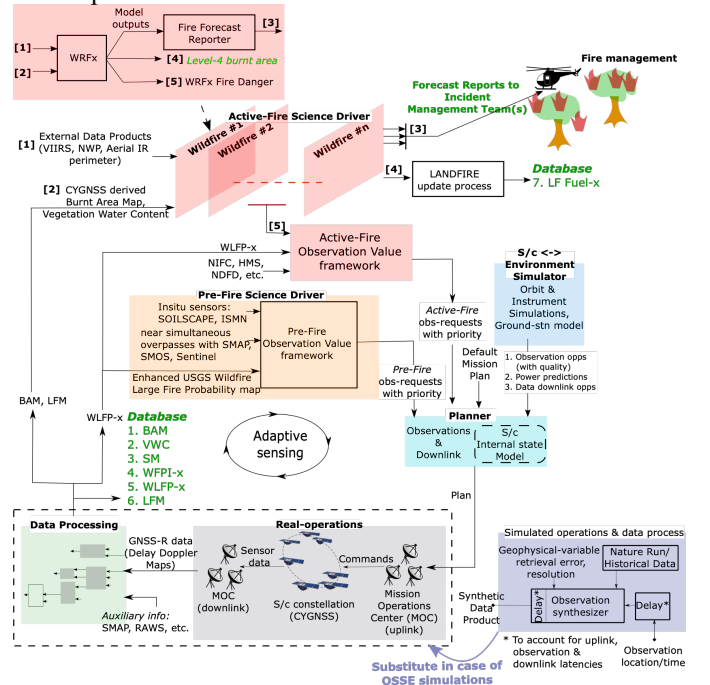 Model
outputs
[3]
Fire Forecast
Reporter
[1]
WRFx
[2]
[4] Level-4 burnt area
[5] WRFx Fire Danger
Fire management
Forecast Reports to
Incident
Management Team(s)
Active-Fire Science Driver
Wildfire #1
Wildfire #2
Wildfire #n
[3]
[1] External Data Products
(VIIRS, NWP, Aerial IR
perimeter)
[4]
LANDFIRE
update process
Database
7. LF Fuel-x
[2] CYGNSS derived
Burnt Area Map,
Vegetation Water Content
[5]
WLFP-x
NIFC, HMS,
NDFD, etc.
Active-Fire
Observation Value
framework
S/c <->
Environment
Simulator
Orbit &
Instrument
Simulations,
Ground-stn model
Pre-Fire Science Driver
Insitu sensors:
SOILSCAPE, ISMN
near simultaneous
overpasses with SMAP,
SMOS, Sentinel
Pre-Fire
Observation Value
framework
Enhanced USGS Wildfire
Large Fire Probability map
Active-Fire
obs-requests
with priority
Pre-Fire
obs-requests
with priority
Default
Mission
Plan
1. Observation opps
(with quality)
2. Power predictions
3. Data downlink opps
BAM, LFM
WLFP-x
Database
1. BAM
2. VWC
3. SM
4. WFPI-x
5. WLFP-x
6. LFM
Adaptive
sensing
Planner
Observations
&
Downlink
S/c
Internal state
Model
Plan
Data Processing
GNSS-R data
(Delay Doppler
Maps)
Auxiliary info:
SMAP, RAWS, etc.
Real-operations
Sensor
data
Commands
MOC
(downlink)
S/c constellation
(CYGNSS)
Mission
Operations
Center (MOC)
(uplink)
Simulated operations & data process
Geophysical-variable
retrieval error,
resolution
Nature Run/
Historical Data
Synthetic
Data
Product
Delay*
Observation
synthesizer
Delay*
* To account for uplink,
observation &
downlink latencies
Observation
location/time
Substitute in case of
OSSE simulations